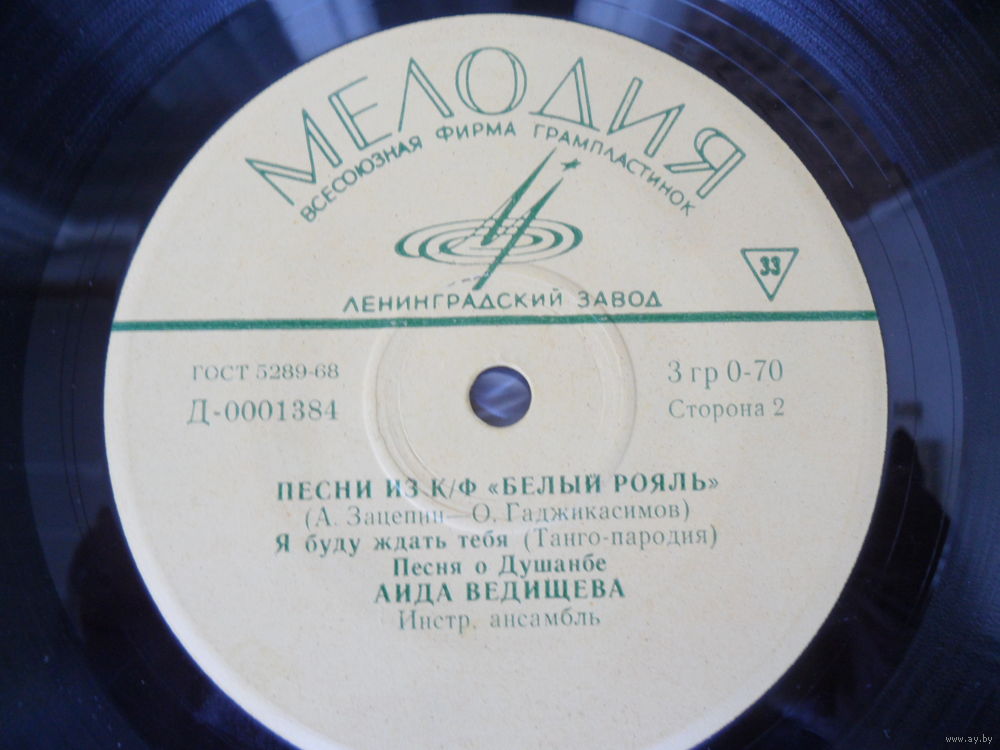 МЕЛОДИЯ
ВСЕСОЮЗНАЯ ФИРМА ГРАМПЛАСТИНОК
33
ЛЕНИНГРАДСКИЙ ЗАВОД
ГОСТ 5289-68
3 гр 0-70
Д-0001384
Сторона 2
ПЕСНИ ИЗ К/Ф «БЕЛЫЙ РОЯЛЬ»
(А. Зацепин—О. Гаджикасимов)
Я буду ждать тебя (Танго-пародия)
Песня о Душанбе
АИДА ВЕДИЩЕВА
Инстр. ансамбль
www.ay.by